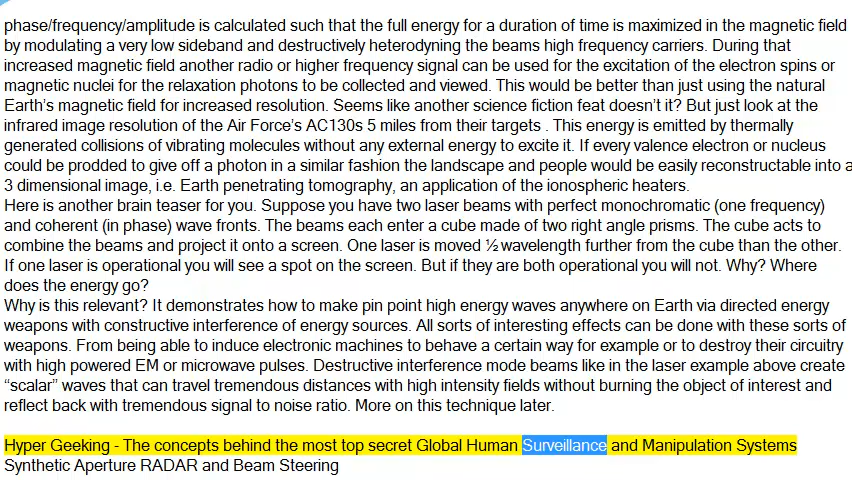 phase/frequency/amplitude is calculated such that the full energy for a duration of time is maximized in the magnetic field
by modulating a very low sideband and destructively heterodyning the beams high frequency carriers. During that
increased magnetic field another radio or higher frequency signal can be used for the excitation of the electron spins or
magnetic nuclei for the relaxation photons to be collected and viewed. This would be better than just using the natural
Earth's magnetic field for increased resolution. Seems like another science fiction feat doesn't it? But just look at the
infrared image resolution of the Air Force's AC130s 5 miles from their targets . This energy is emitted by thermally
generated collisions of vibrating molecules without any external energy to excite it. If every valence electron or nucleus
could be prodded to give off a photon in a similar fashion the landscape and people would be easily reconstructable into a
3 dimensional image, i.e. Earth penetrating tomography, an application of the ionospheric heaters.
Here is another brain teaser for you. Suppose you have two laser beams with perfect monochromatic (one frequency)
and coherent (in phase) wave fronts. The beams each enter a cube made of two right angle prisms. The cube acts to
combine the beams and project it onto a screen. One laser is moved ½ wavelength further from the cube than the other.
If one laser is operational you will see a spot on the screen. But if they are both operational you will not. Why? Where
does the energy go?
Why is this relevant? It demonstrates how to make pin point high energy waves anywhere on Earth via directed energy
weapons with constructive interference of energy sources. All sorts of interesting effects can be done with these sorts of
weapons. From being able to induce electronic machines to behave a certain way for example or to destroy their circuitry
with high powered EM or microwave pulses. Destructive interference mode beams like in the laser example above create
“scalar” waves that can travel tremendous distances with high intensity fields without burning the object of interest and
reflect back with tremendous signal to noise ratio. More on this technique later.
Hyper Geeking - The concepts behind the most top secret Global Human Surveillance and Manipulation Systems
Synthetic Aperture RADAR and Beam Steering